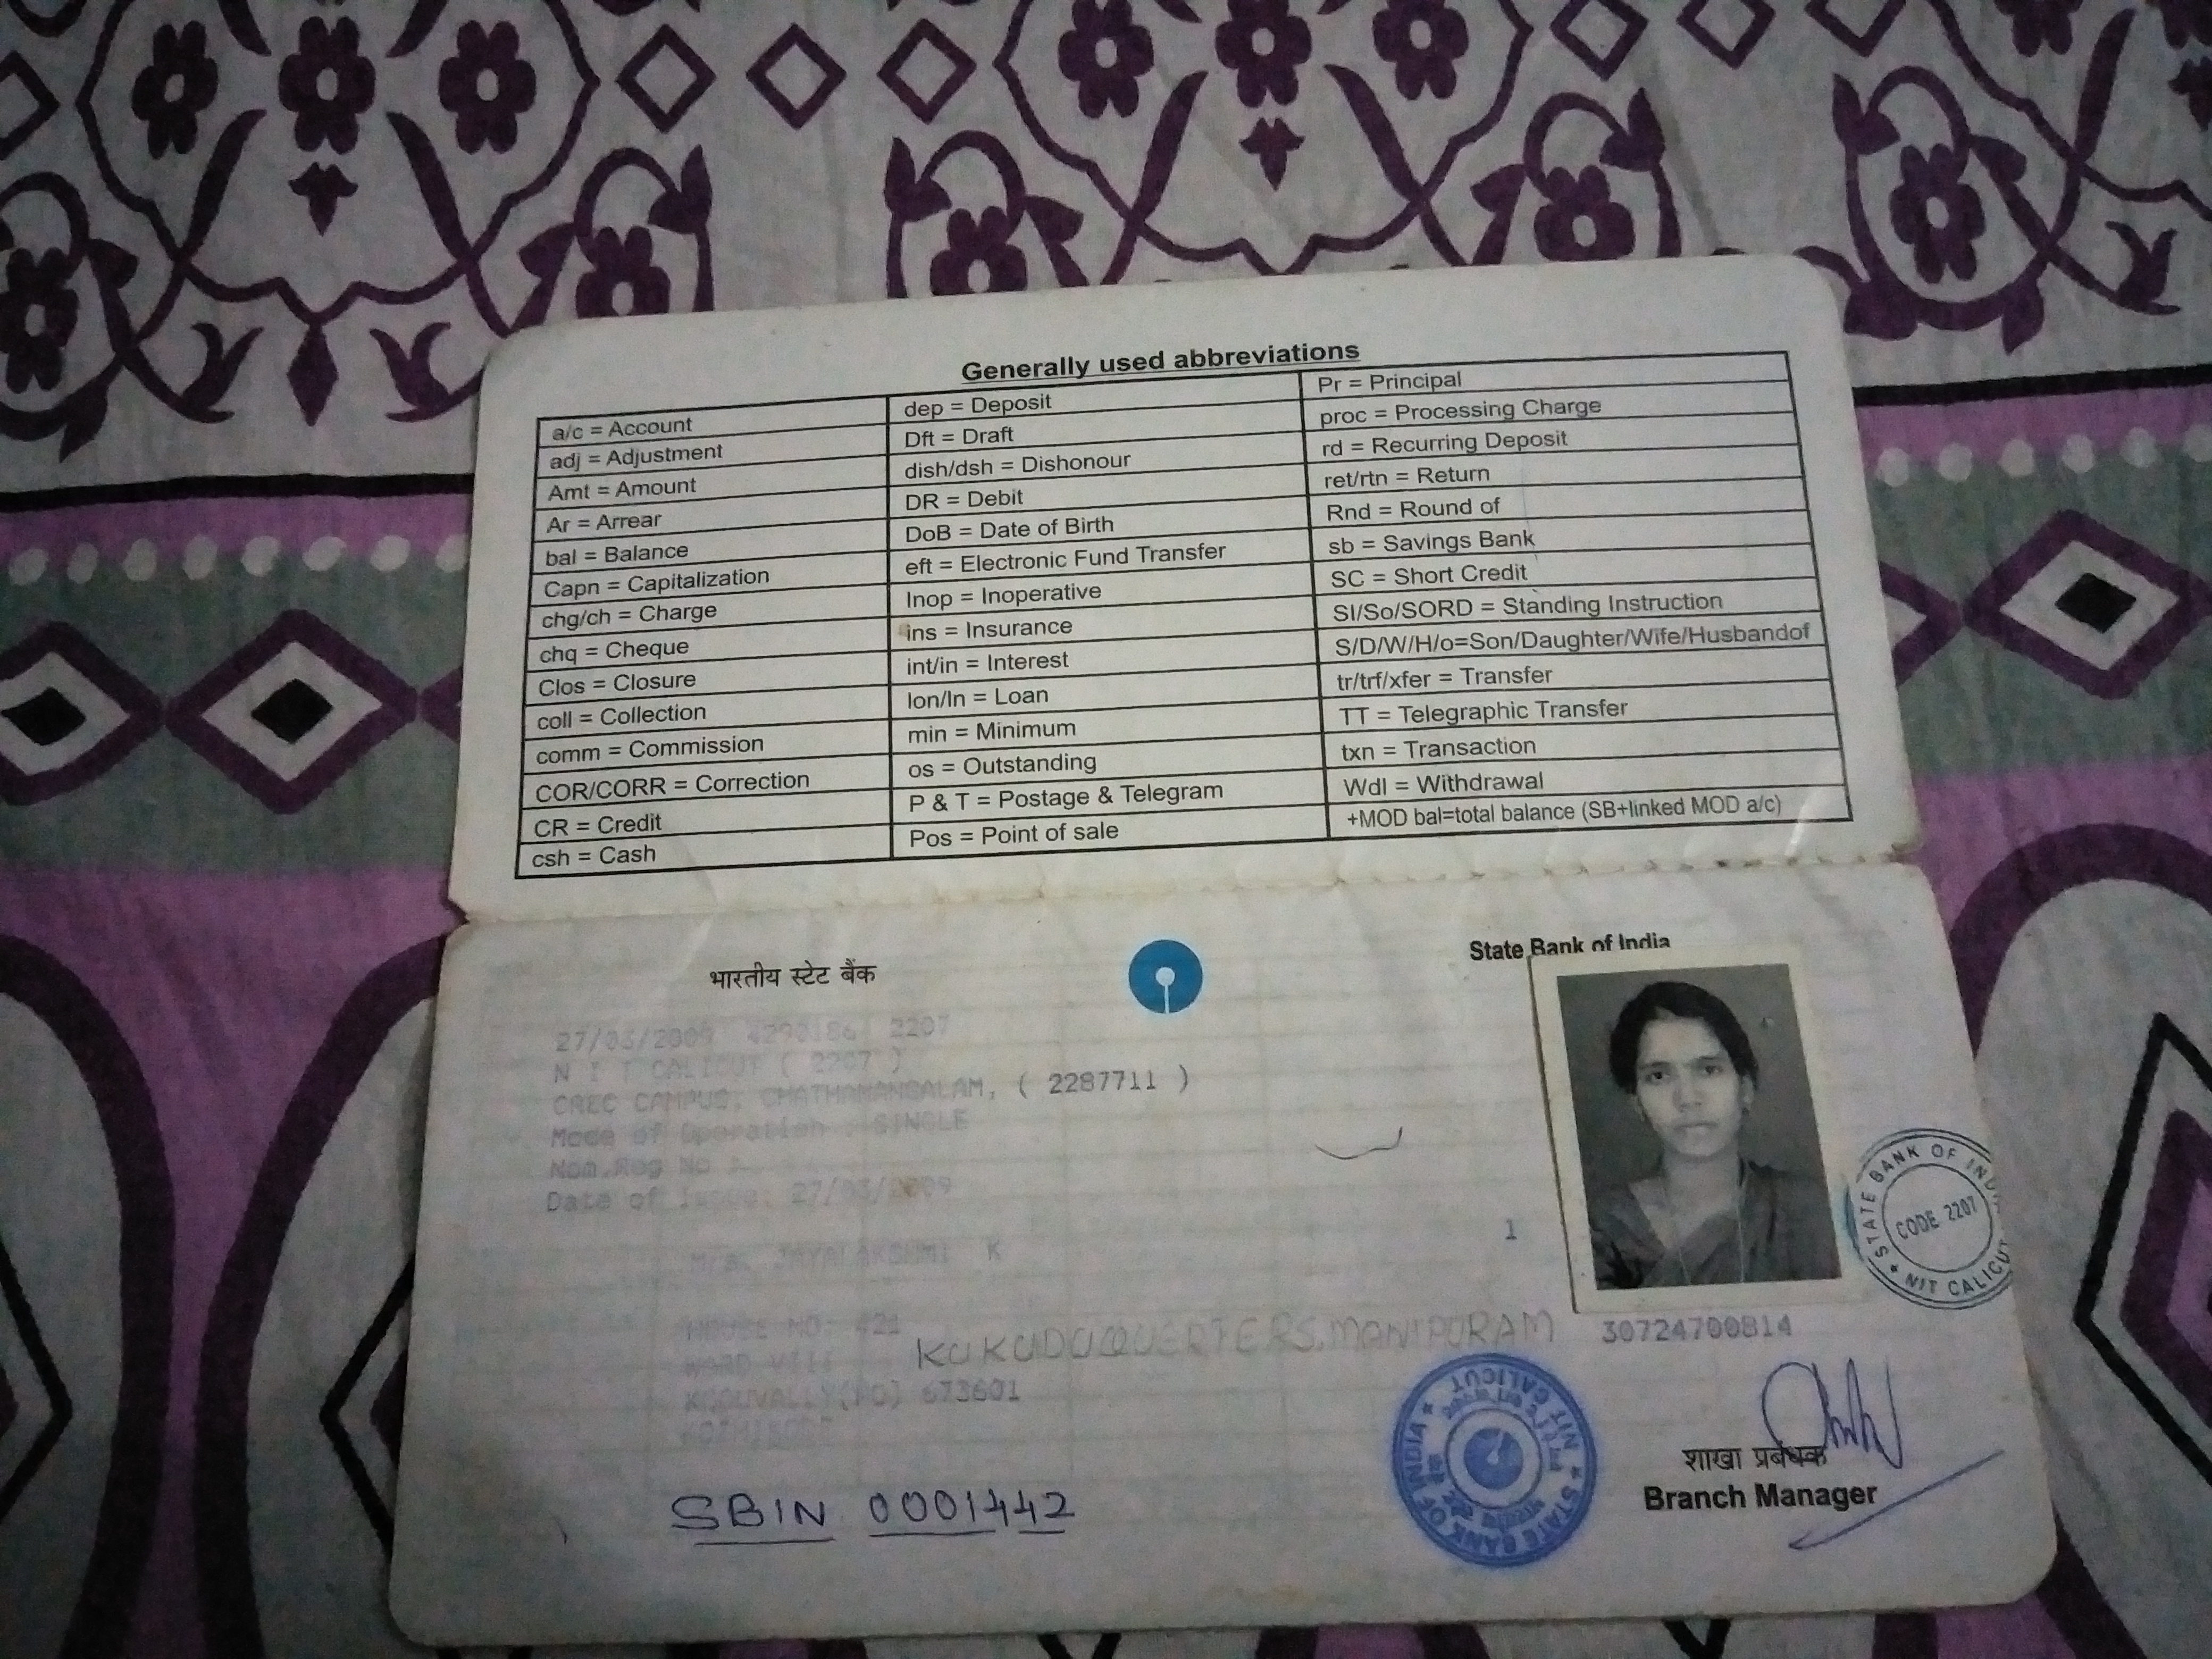 Generally used abbreviations
a/c = Account
adj = Adjustment
Amt = Amount
Ar = Arrear
bal = Balance
Capn = Capitalization
chg/ch = Charge
chq = Cheque
Clos = Closure
coll = Collection
comm = Commission
COR/CORR = Correction
CR = Credit
csh = Cash
dep = Deposit
Dft = Draft
dish/dsh = Dishonour
DR = Debit
DoB = Date of Birth
eft = Electronic Fund Transfer
Inop = Inoperative
ins = Insurance
int/in = Interest
lon/ln = Loan
min = Minimum
os = Outstanding
P & T = Postage & Telegram
Pos = Point of sale
Pr = Principal
proc = Processing Charge
rd = Recurring Deposit
ret/rtn = Return
Rnd = Round of
sb = Savings Bank
SC = Short Credit
SI/So/SORD = Standing Instruction
S/D/W/H/o=Son/Daughter/Wife/Husbandof
tr/trf/xfer = Transfer
TT = Telegraphic Transfer
txn = Transaction
Wdl = Withdrawal
+MOD bal=total balance (SB+linked MOD a/c)
भारतीय स्टेट बैंक
State Bank of India
27/03/2009 2207
N I T CALICUT ( 2207 )
CREC CAMPUS, CHATHAMANGALAM, ( 2287711 )
Mode of Operation : SINGLE
Nom.Reg No :
Date of Issue: 27/03/2009
1
JAYALAKSHMI K
HOUSE NO: 421
WARD VIII KUKUDUQUERTERS.MANIPURAM
30724700814
KODUVALLY(PO) 673601
KOZHIKODE
SBIN 0001442
STATE BANK OF INDIA
CODE 2207
NIT CALICUT
STATE BANK OF INDIA
NIT CALICUT
शाखा प्रबंधक
Branch Manager